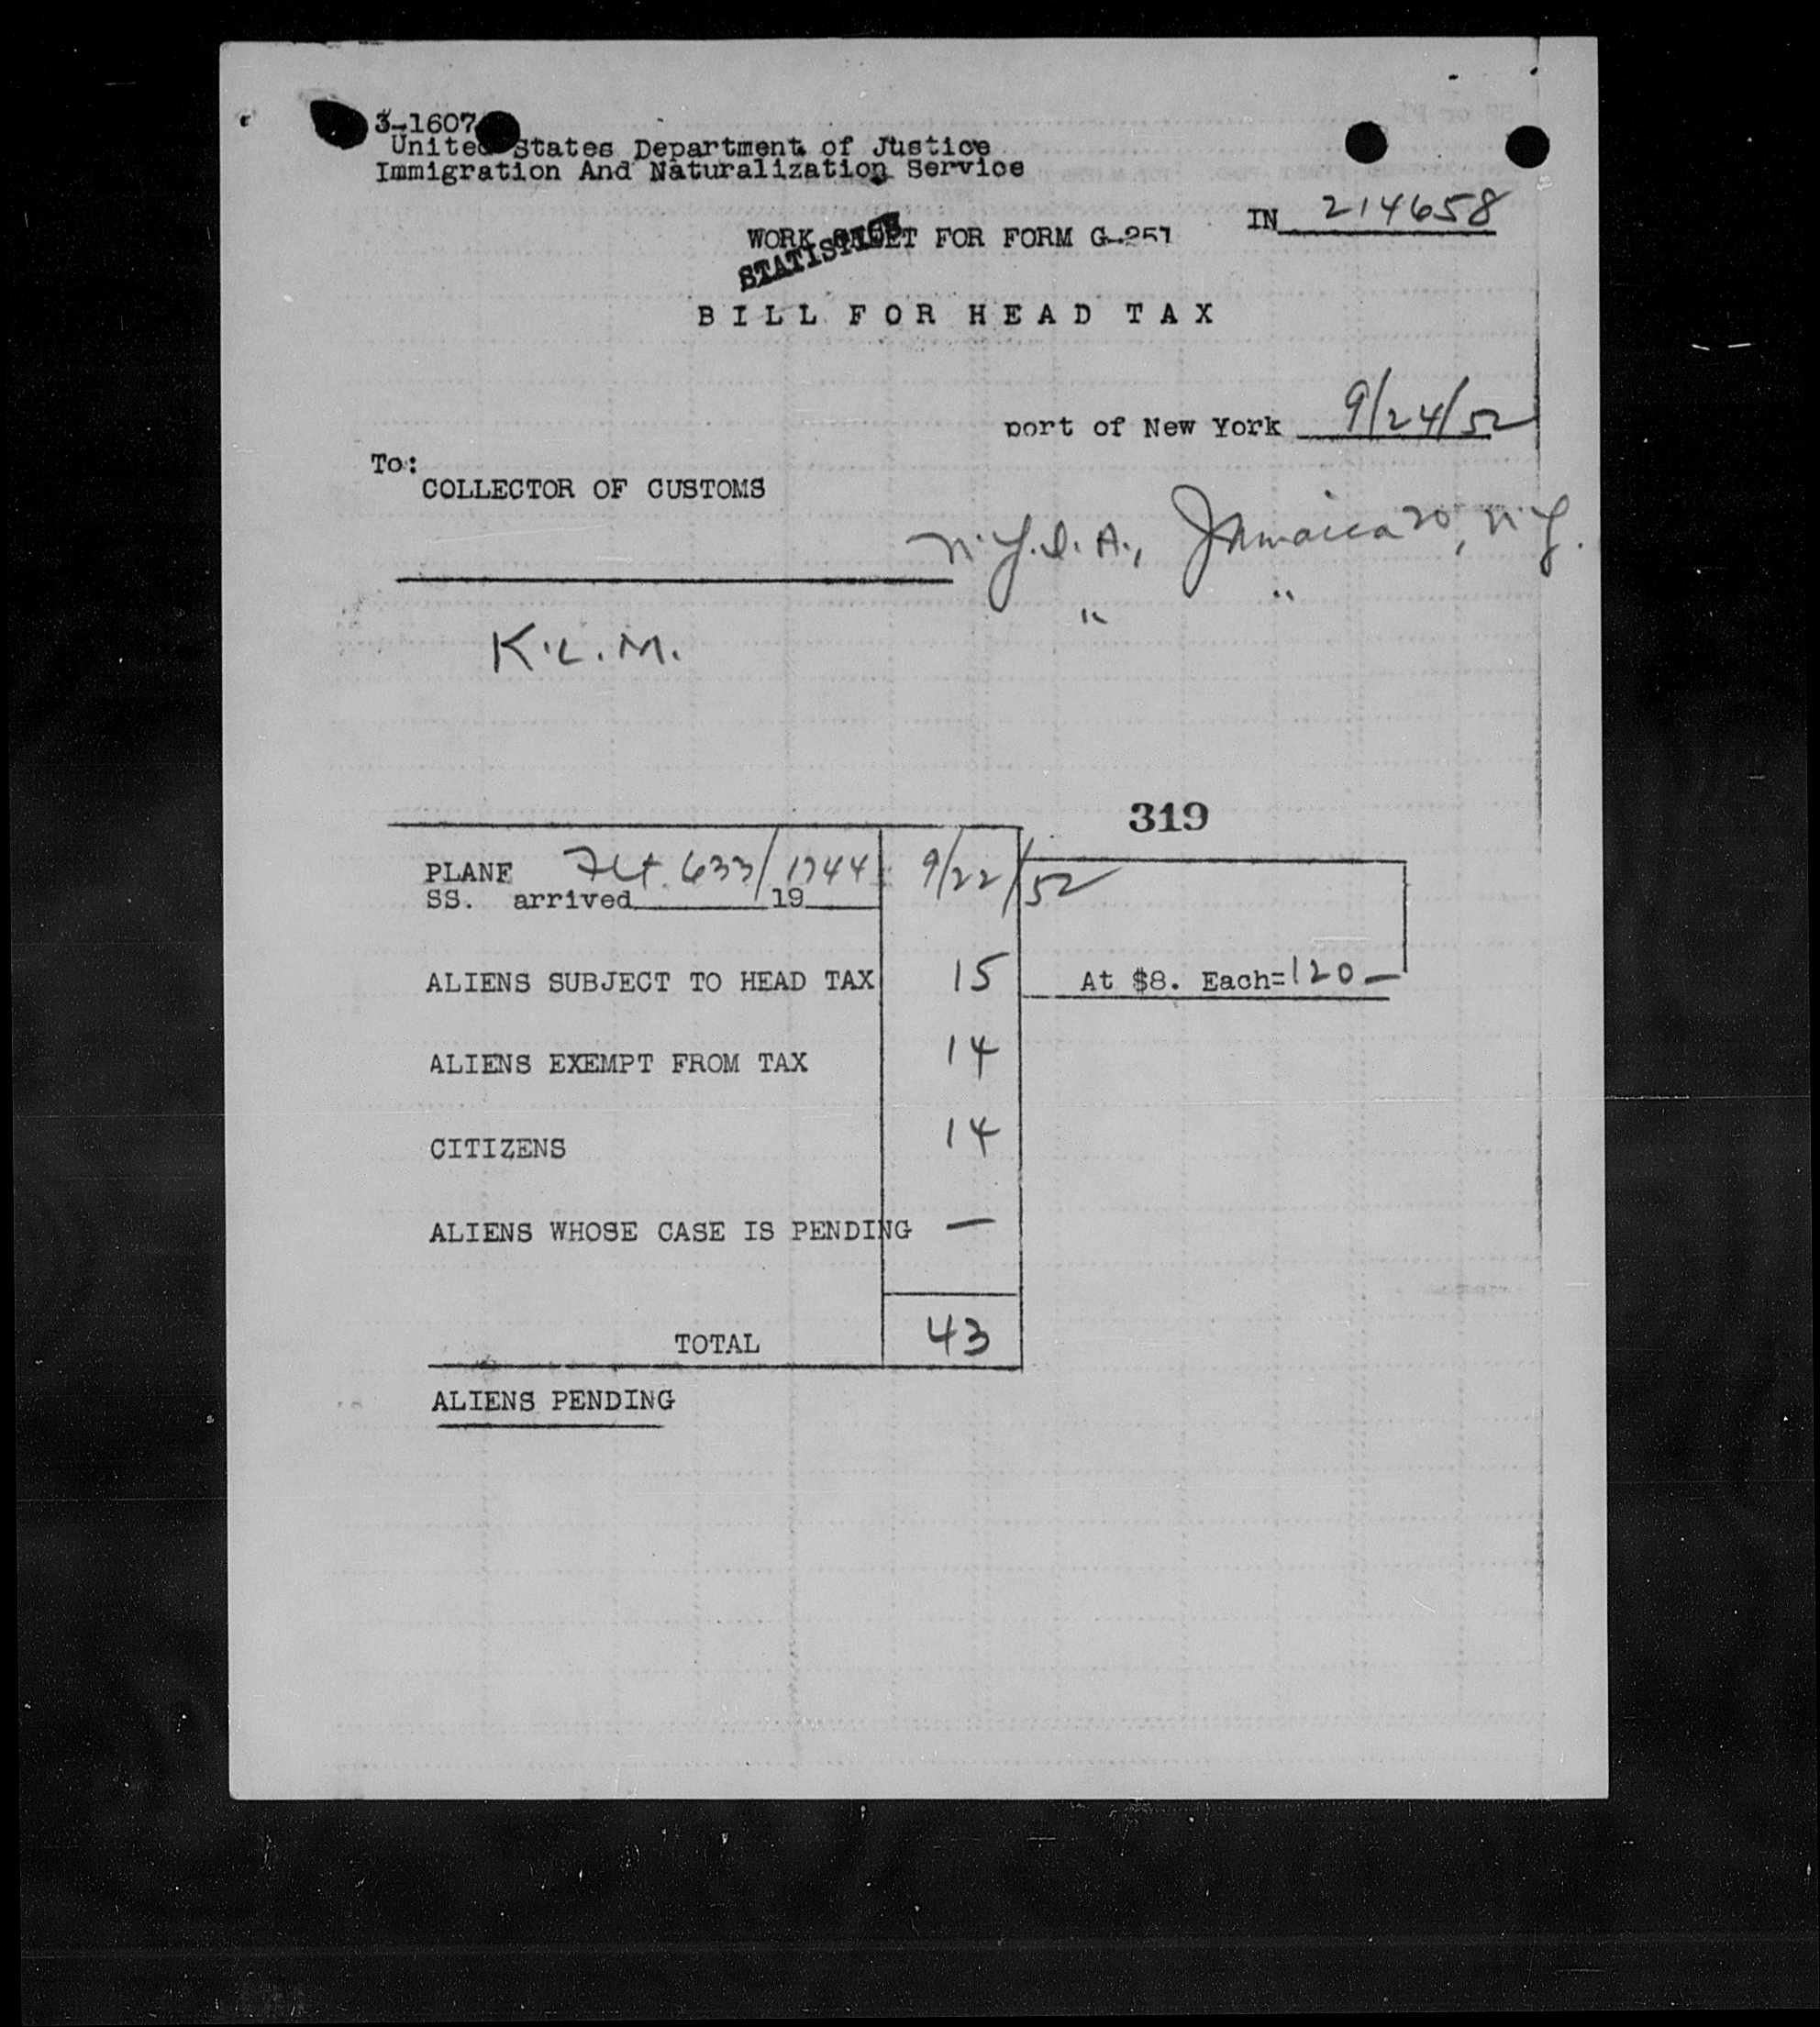 3-1607
United States Department of Justice
Immigration And Naturalization Service
IN 214658
WORK SHEET FOR FORM G-251
STATISTICS
BILL FOR HEAD TAX
port of New York 9/24/52
To:
COLLECTOR OF CUSTOMS
N.Y.I.A., Jamaica 20, N.Y.
" "
K.L.M.
319
PLANE Flt. 633/1744 9/22/52
SS. arrived 19
ALIENS SUBJECT TO HEAD TAX 15 At $8. Each=120-
ALIENS EXEMPT FROM TAX 14
CITIZENS 14
ALIENS WHOSE CASE IS PENDING —
TOTAL 43
ALIENS PENDING